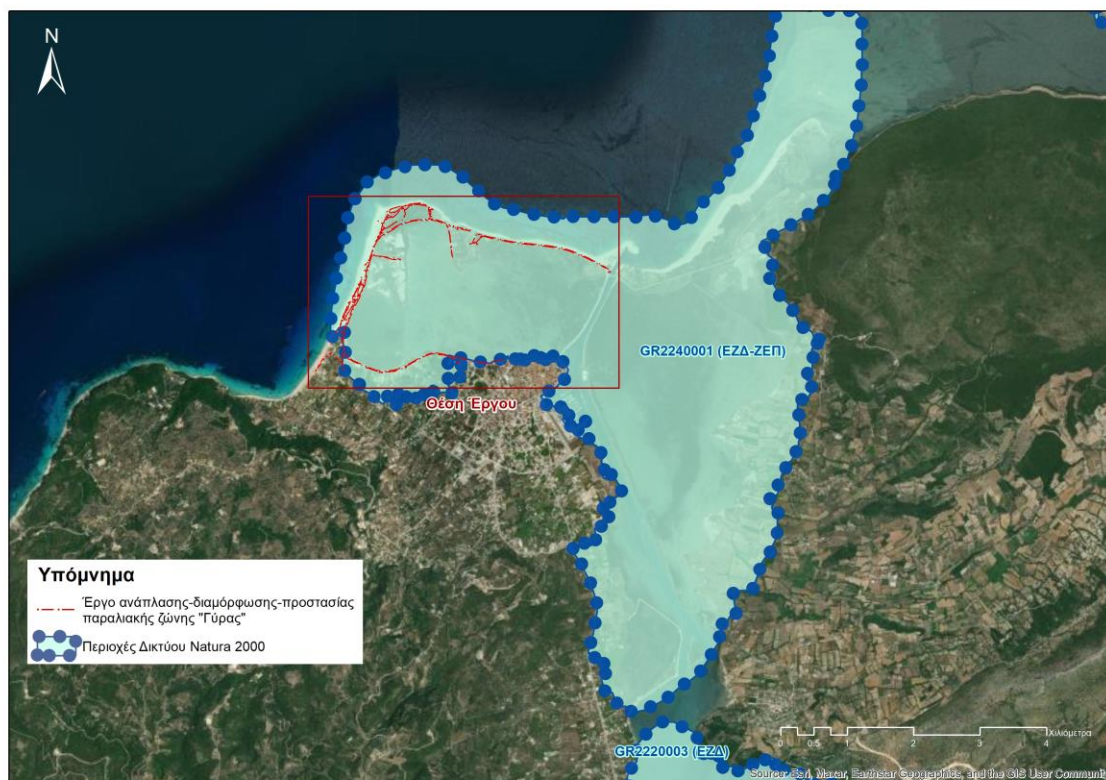 N
GR2240001 (ΕΖΔ-ΖΕΠ)
Θέση Έργου
Υπόμνημα
Έργο ανάπλασης-διαμόρφωσης-προστασίας
παραλιακής ζώνης "Γύρας"
Περιοχές Δικτύου Natura 2000
GR2220003 (ΕΖΔ)
0 0.5 1 2 3 4
Χιλιόμετρα
Source: Esri, Maxar, Earthstar Geographics, and the GIS User Community